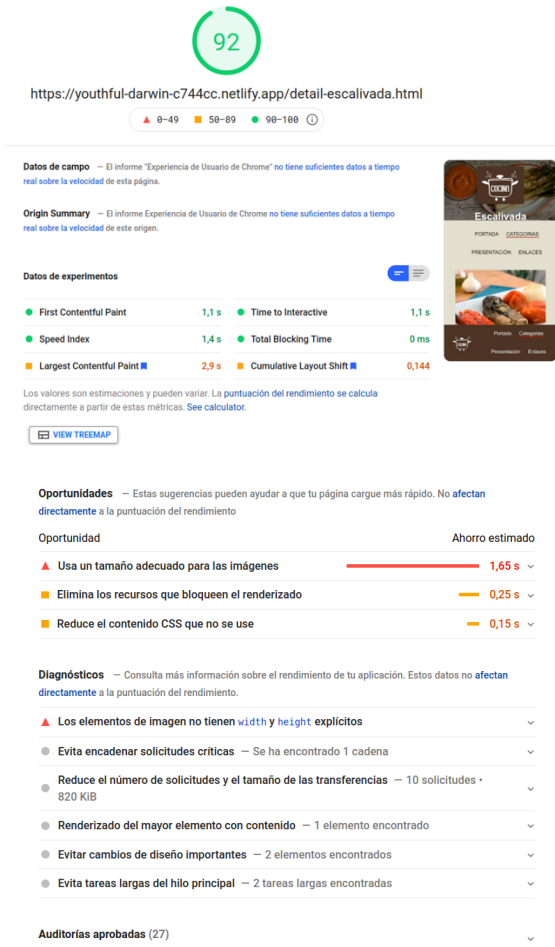 92
https://youthful-darwin-c744cc.netlify.app/detail-escalivada.html
0–49 50–89 90–100
Datos de campo — El informe "Experiencia de Usuario de Chrome" no tiene suficientes datos a tiempo
real sobre la velocidad de esta página.
Origin Summary — El informe Experiencia de Usuario de Chrome no tiene suficientes datos a tiempo
real sobre la velocidad de este origen.
COCINA
Escalivada
PORTADA CATEGORIAS
PRESENTACIÓN ENLACES
Portada Categorias
Presentación Enlaces
Datos de experimentos
First Contentful Paint 1,1 s
Time to Interactive 1,1 s
Speed Index 1,4 s
Total Blocking Time 0 ms
Largest Contentful Paint 2,9 s
Cumulative Layout Shift 0,144
Los valores son estimaciones y pueden variar. La puntuación del rendimiento se calcula
directamente a partir de estas métricas. See calculator.
VIEW TREEMAP
Oportunidades — Estas sugerencias pueden ayudar a que tu página cargue más rápido. No afectan
directamente a la puntuación del rendimiento
Oportunidad Ahorro estimado
Usa un tamaño adecuado para las imágenes 1,65 s
Elimina los recursos que bloqueen el renderizado 0,25 s
Reduce el contenido CSS que no se use 0,15 s
Diagnósticos — Consulta más información sobre el rendimiento de tu aplicación. Estos datos no afectan
directamente a la puntuación del rendimiento.
Los elementos de imagen no tienen width y height explícitos
Evita encadenar solicitudes críticas — Se ha encontrado 1 cadena
Reduce el número de solicitudes y el tamaño de las transferencias — 10 solicitudes •
820 KiB
Renderizado del mayor elemento con contenido — 1 elemento encontrado
Evitar cambios de diseño importantes — 2 elementos encontrados
Evita tareas largas del hilo principal — 2 tareas largas encontradas
Auditorías aprobadas (27)